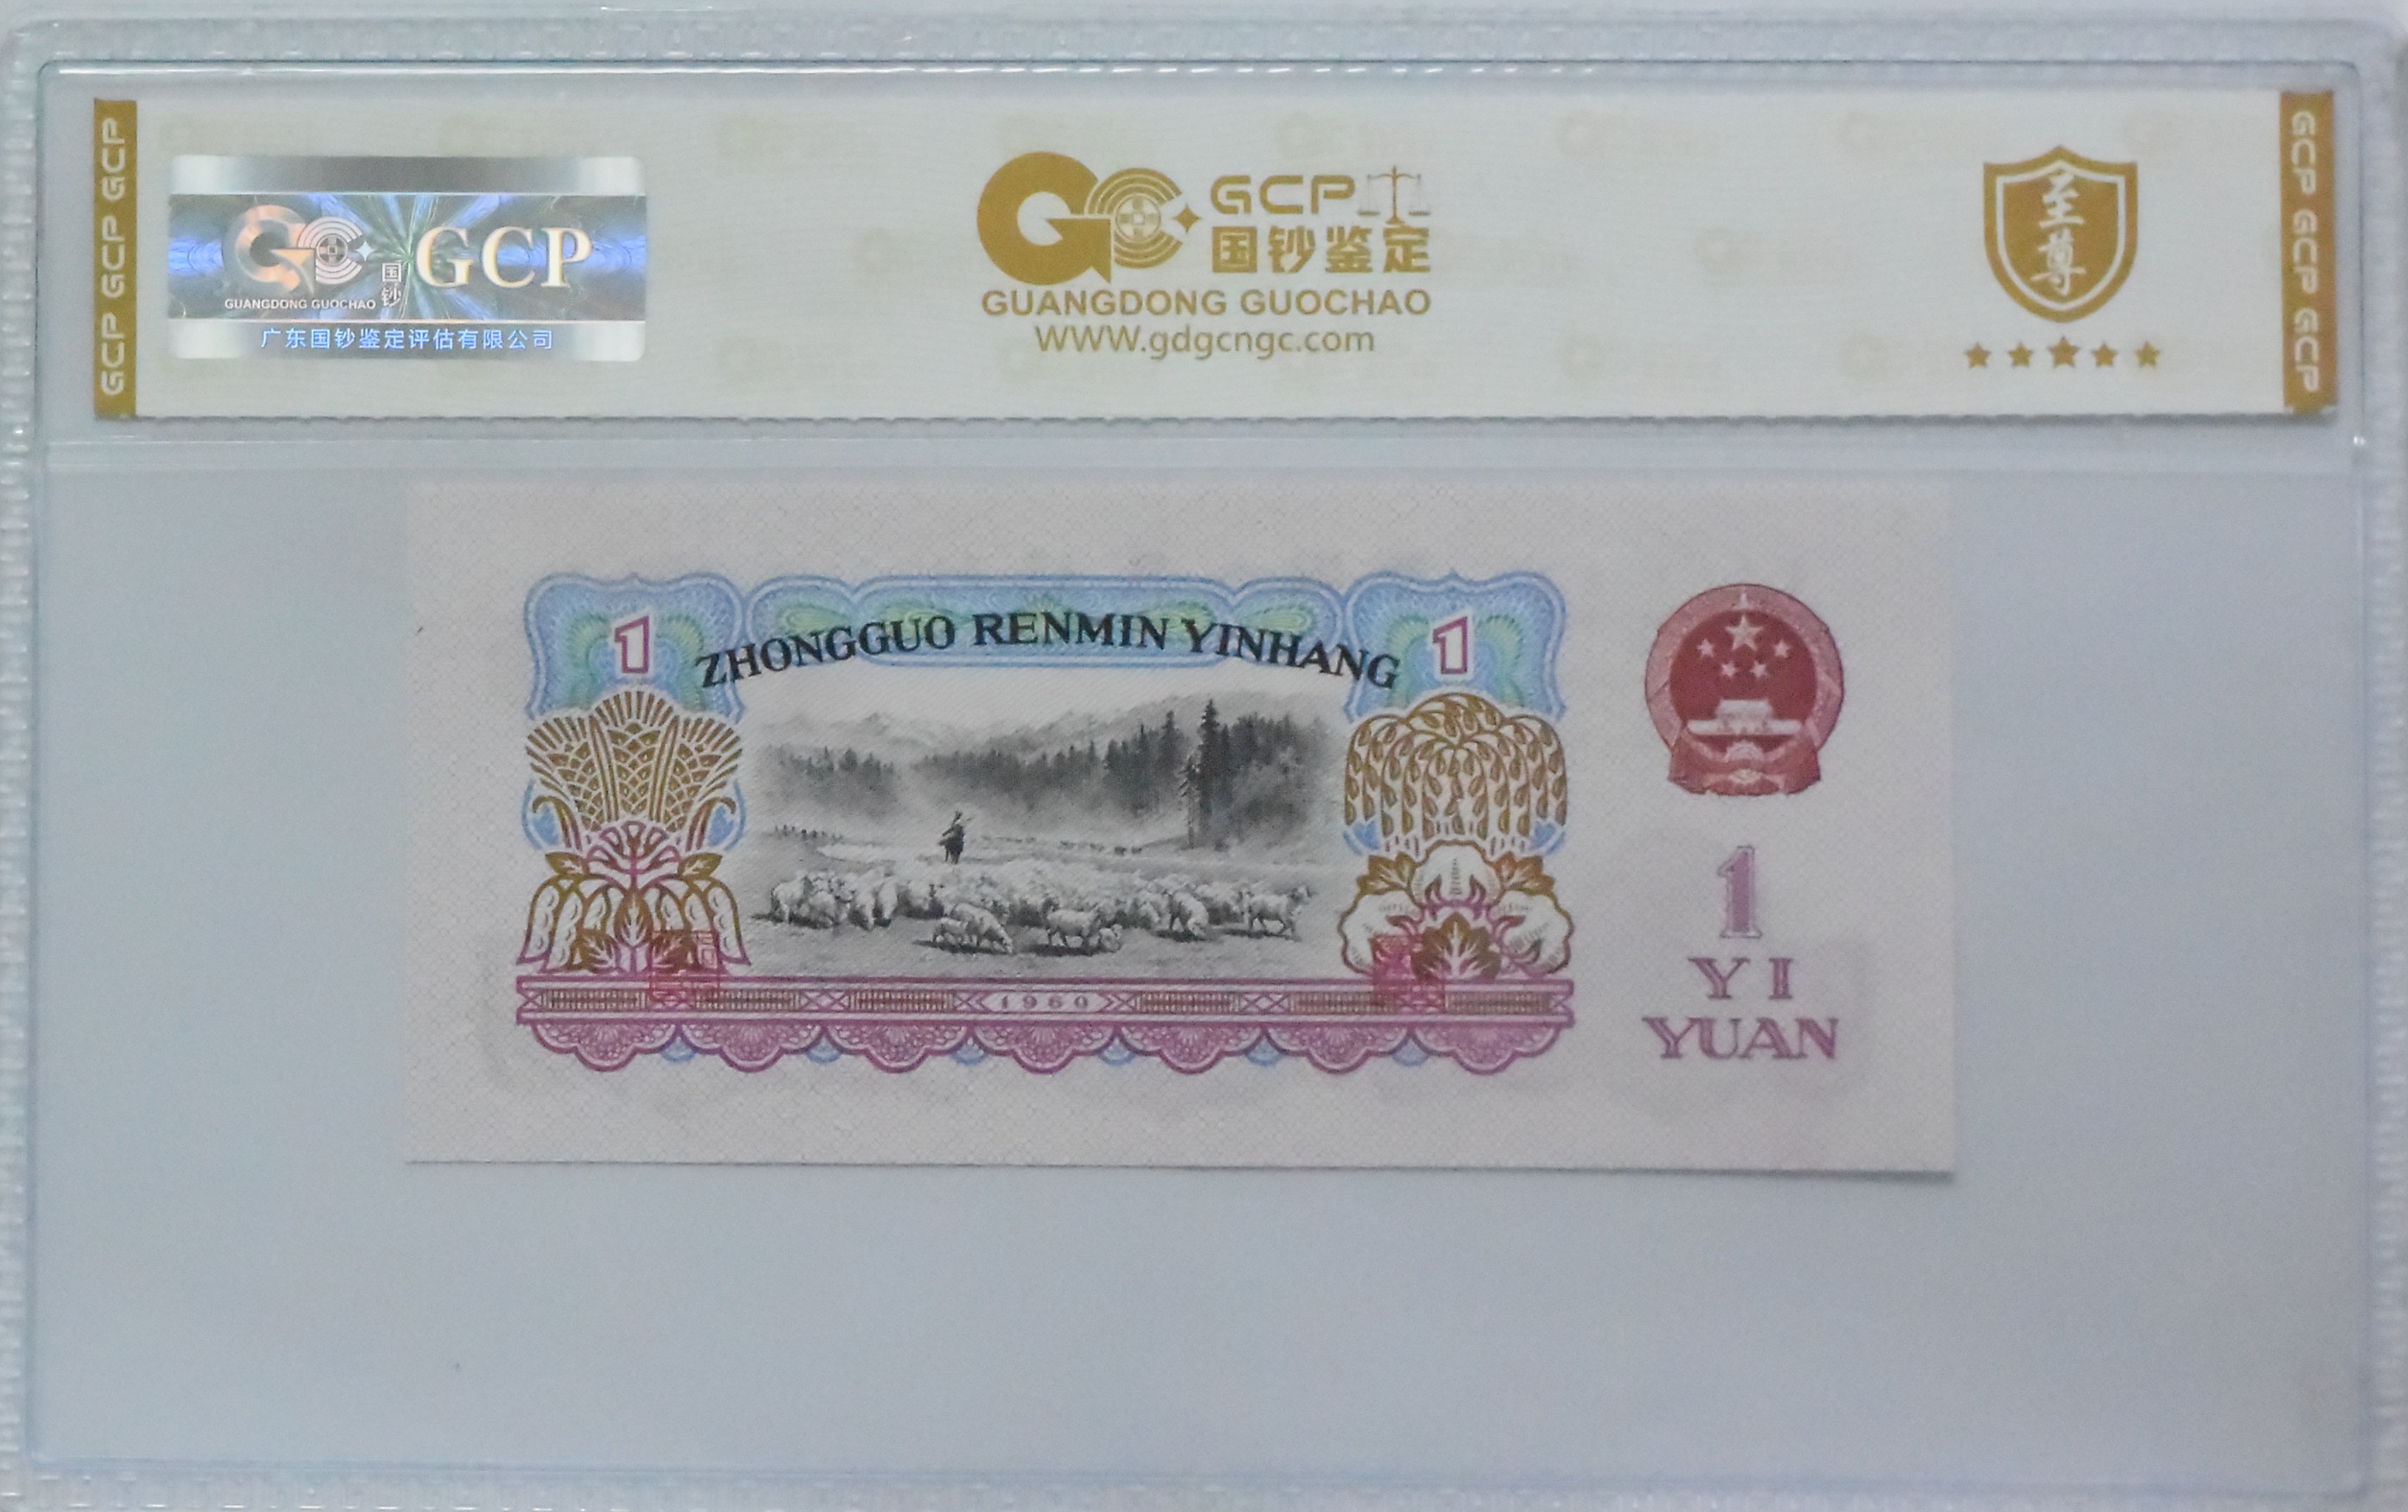 GCP GCP GCP
国钞
GCP
GUANGDONG GUOCHAO
广东国钞鉴定评估有限公司
GCP
国钞鉴定
GUANGDONG GUOCHAO
WWW.gdgcngc.com
至尊
GCP GCP GCP
1
ZHONGGUO RENMIN YINHANG
1
1960
1
YI
YUAN